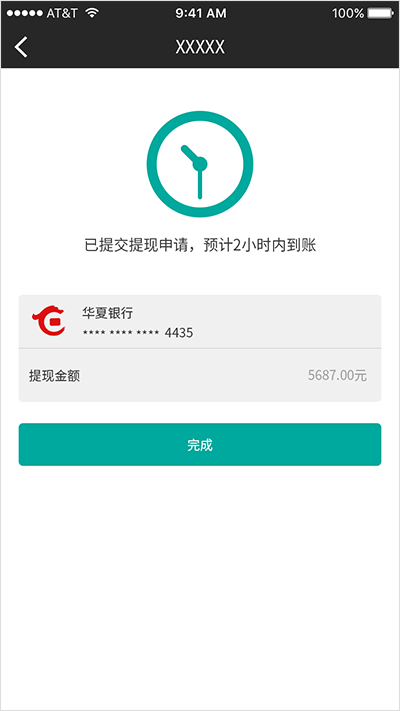 AT&T 9:41 AM 100%
XXXXX
已提交提现申请，预计2小时内到账
华夏银行
**** **** **** 4435
提现金额 5687.00元
完成